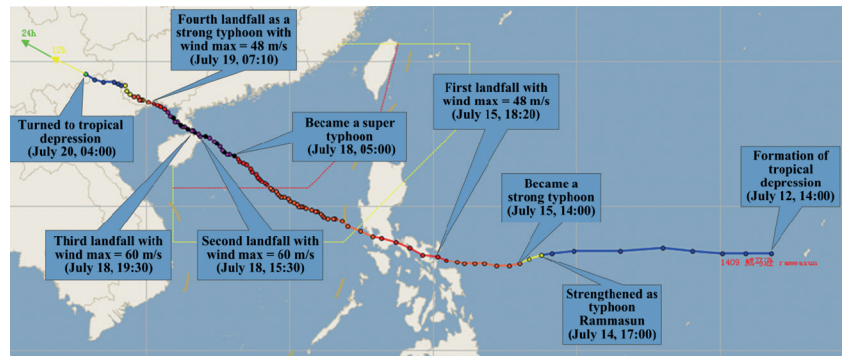 24h
12h
Fourth landfall as a
strong typhoon with
wind max = 48 m/s
(July 19, 07:10)
First landfall with
wind max = 48 m/s
(July 15, 18:20)
Turned to tropical
depression
(July 20, 04:00)
Became a super
typhoon
(July 18, 05:00)
Formation of
tropical
depression
(July 12, 14:00)
Became a
strong typhoon
(July 15, 14:00)
Third landfall with
wind max = 60 m/s
(July 18, 19:30)
Second landfall with
wind max = 60 m/s
(July 18, 15:30)
1409 威马逊 rammasun
Strengthened as
typhoon
Rammasun
(July 14, 17:00)